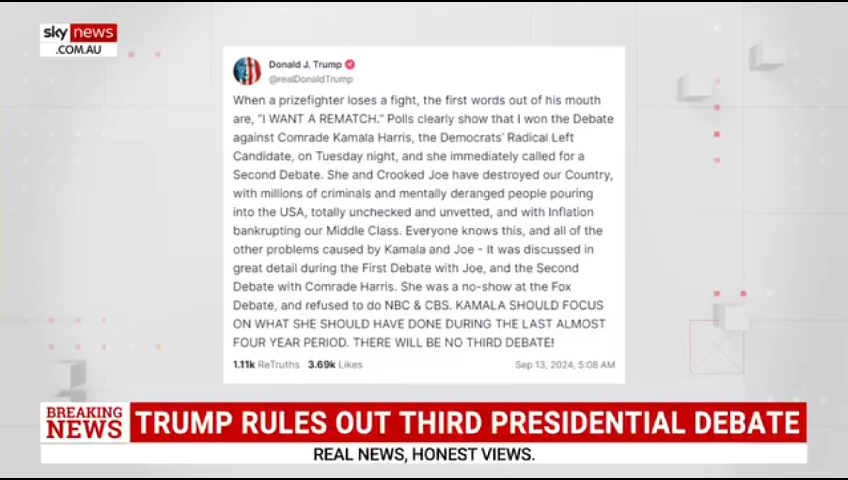 sky news
.COM.AU
Donald J. Trump
@realDonaldTrump
When a prizefighter loses a fight, the first words out of his mouth
are, "I WANT A REMATCH." Polls clearly show that I won the Debate
against Comrade Kamala Harris, the Democrats' Radical Left
Candidate, on Tuesday night, and she immediately called for a
Second Debate. She and Crooked Joe have destroyed our Country,
with millions of criminals and mentally deranged people pouring
into the USA, totally unchecked and unvetted, and with Inflation
bankrupting our Middle Class. Everyone knows this, and all of the
other problems caused by Kamala and Joe - It was discussed in
great detail during the First Debate with Joe, and the Second
Debate with Comrade Harris. She was a no-show at the Fox
Debate, and refused to do NBC & CBS. KAMALA SHOULD FOCUS
ON WHAT SHE SHOULD HAVE DONE DURING THE LAST ALMOST
FOUR YEAR PERIOD. THERE WILL BE NO THIRD DEBATE!
1.11k ReTruths 3.69k Likes Sep 13, 2024, 5:08 AM
BREAKING
NEWS
TRUMP RULES OUT THIRD PRESIDENTIAL DEBATE
REAL NEWS, HONEST VIEWS.